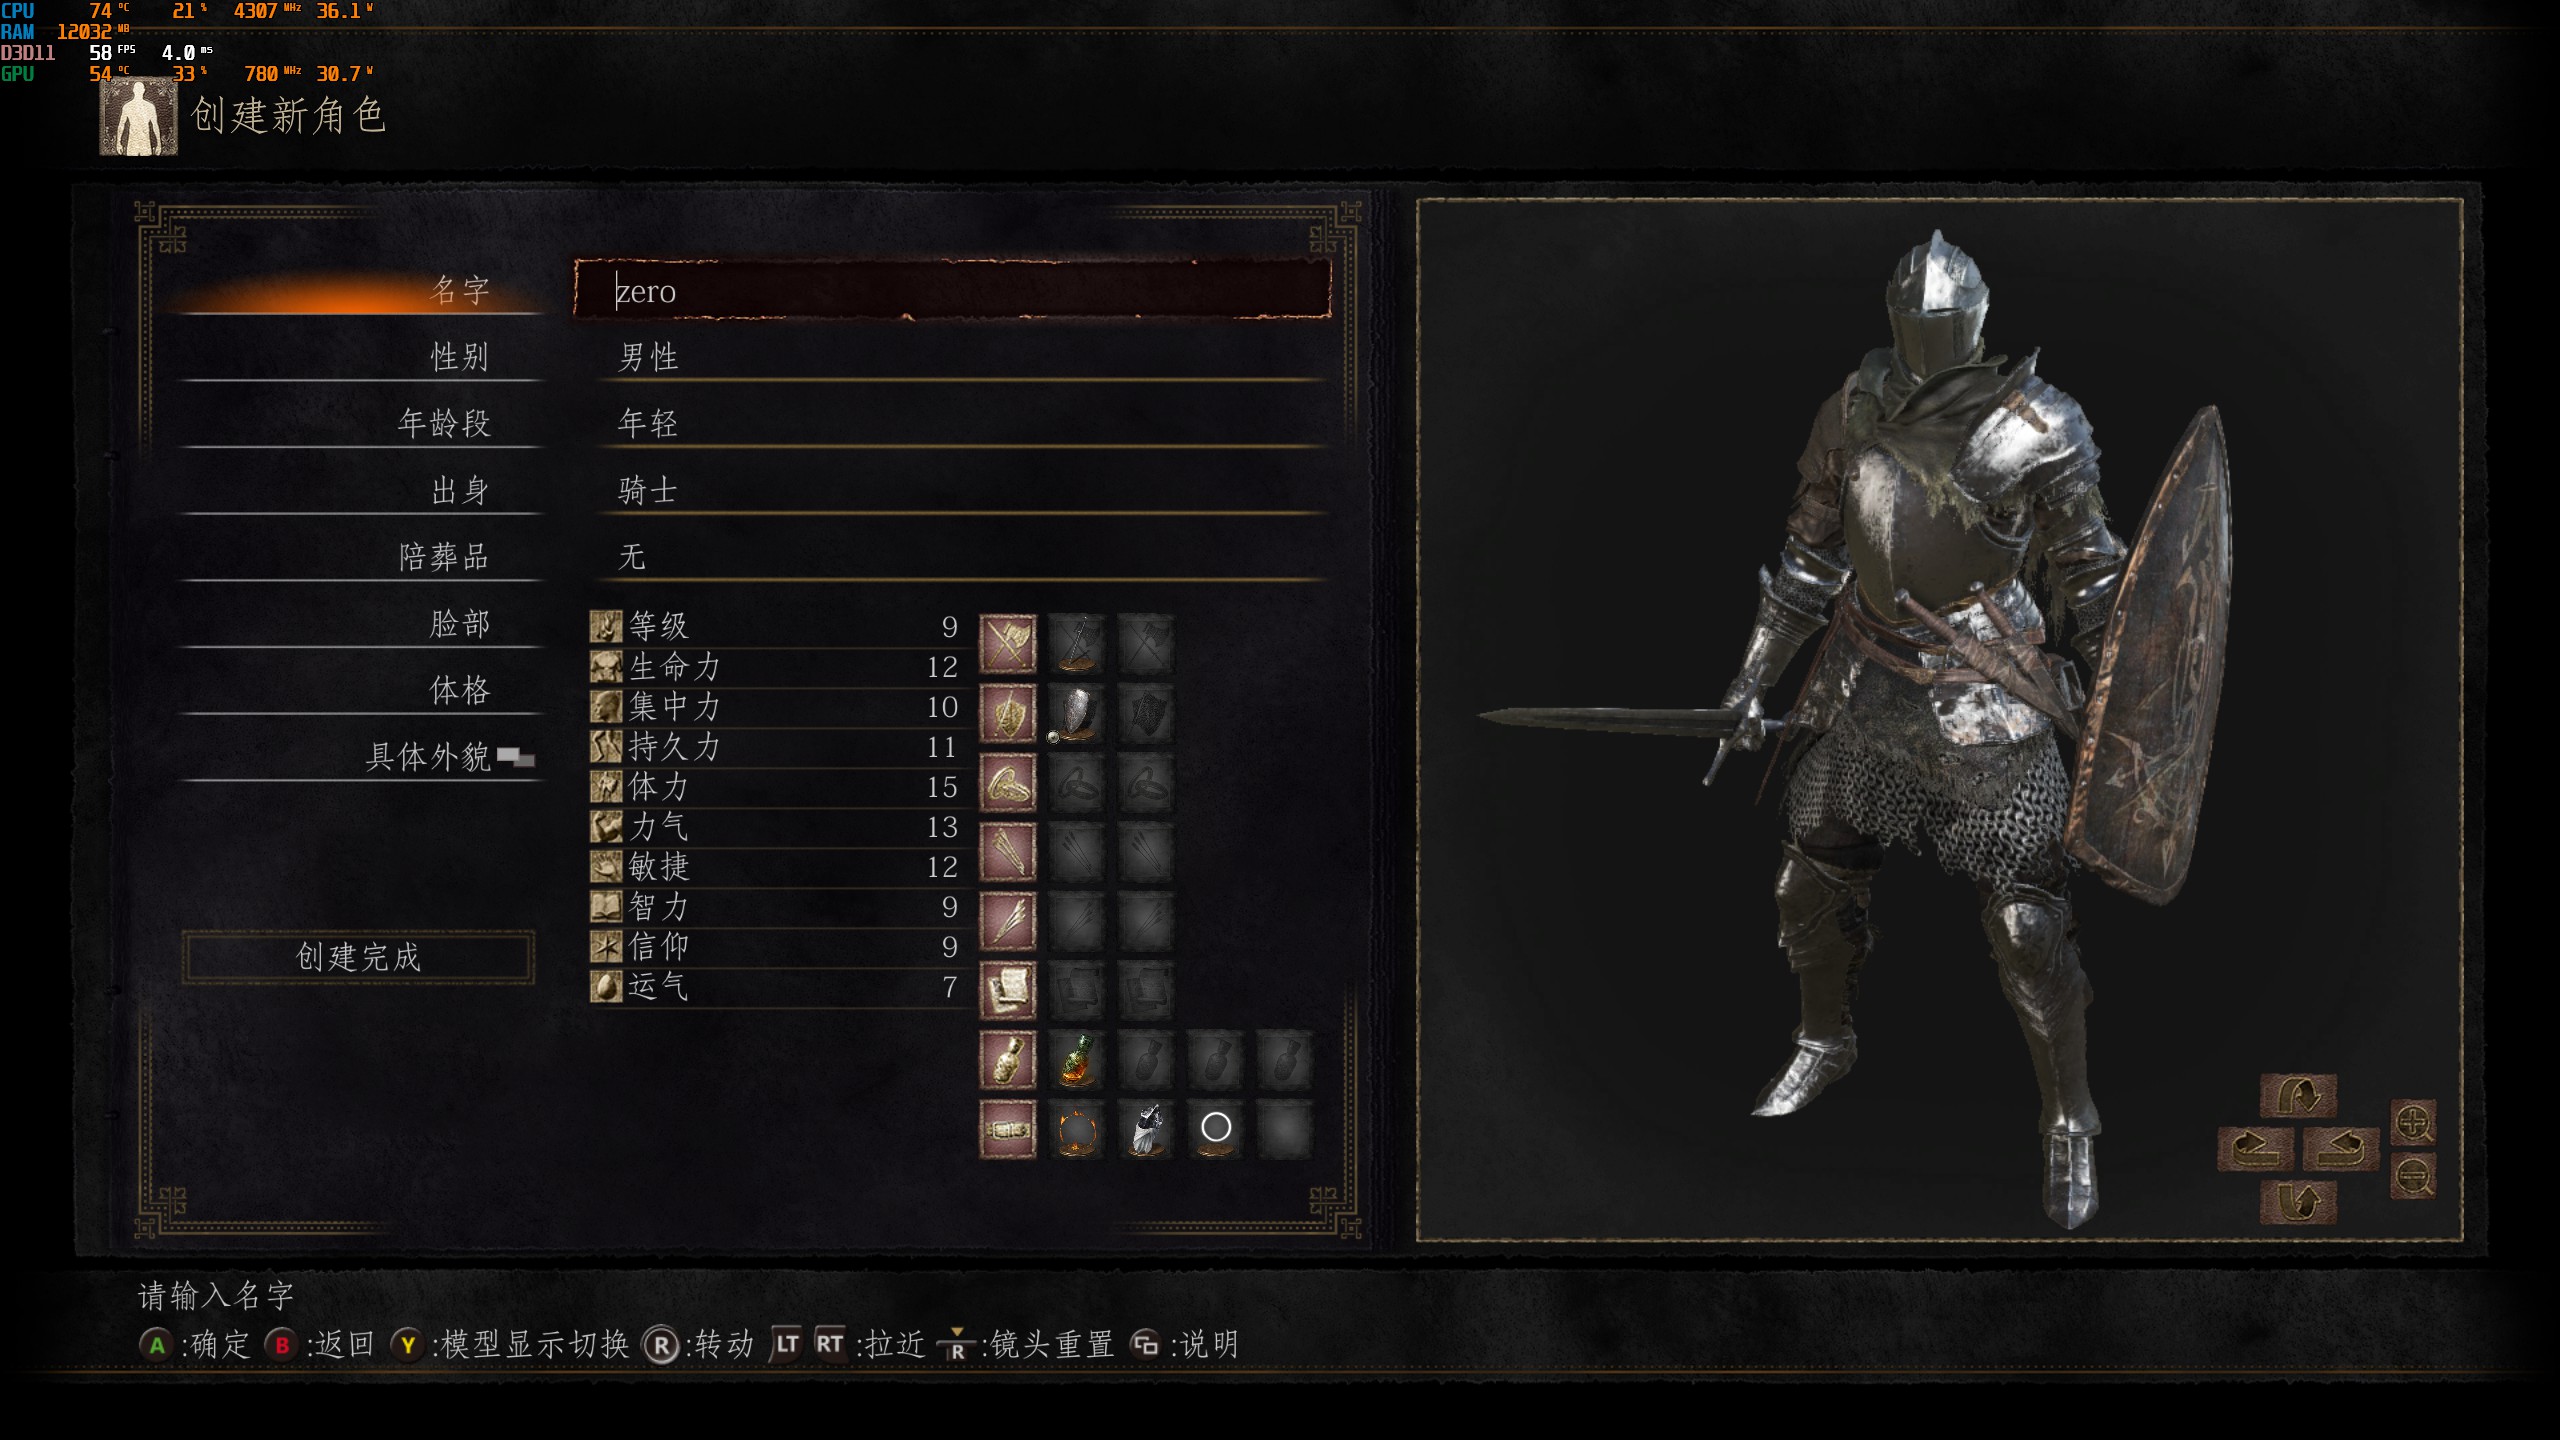 CPU 74 °C 21 % 4307 MHz 36.1 W
RAM 12032 MB
D3D11 58 FPS 4.0 ms
GPU 54 °C 33 % 780 MHz 30.7 W
创建新角色
名字 zero
性别 男性
年龄段 年轻
出身 骑士
陪葬品 无
脸部
体格
具体外貌
等级 9
生命力 12
集中力 10
持久力 11
体力 15
力气 13
敏捷 12
智力 9
信仰 9
运气 7
创建完成
请输入名字
A :确定 B :返回 Y :模型显示切换 R :转动 LT RT :拉近 R :镜头重置 :说明